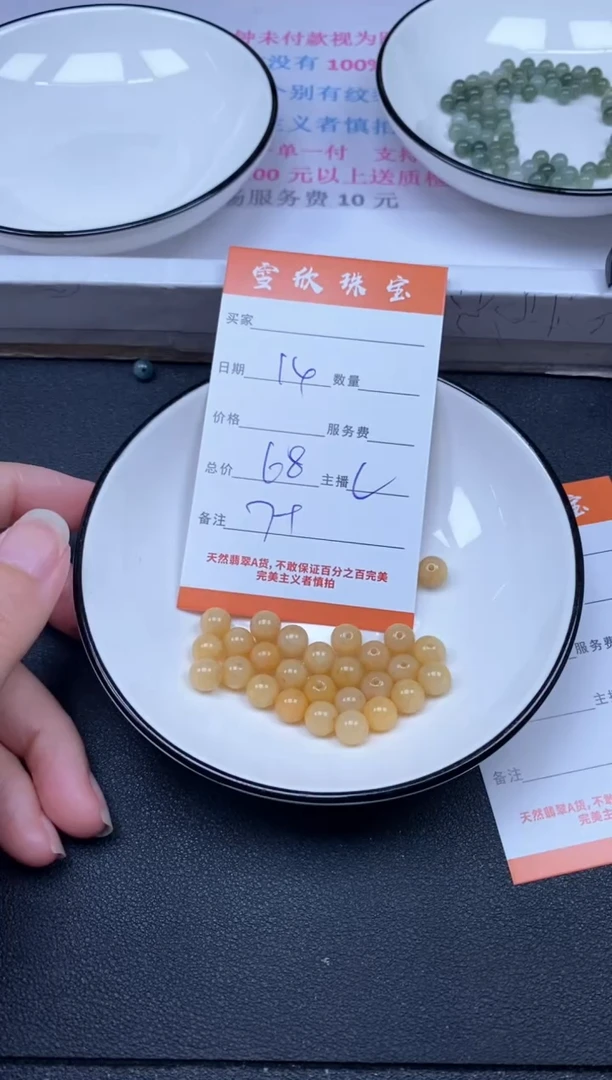 钟未付款视为
没有 100%
个别有纹
主义者慎拍
单一付 支持
00 元以上送质检
场服务费 10 元
雪欣珠宝
买家
日期 14 数量
价格 服务费
总价 68 主播
备注
天然翡翠A货,不敢保证百分之百完美
完美主义者慎拍
宝
服务费
主播
备注
天然翡翠A货,不敢
完美主